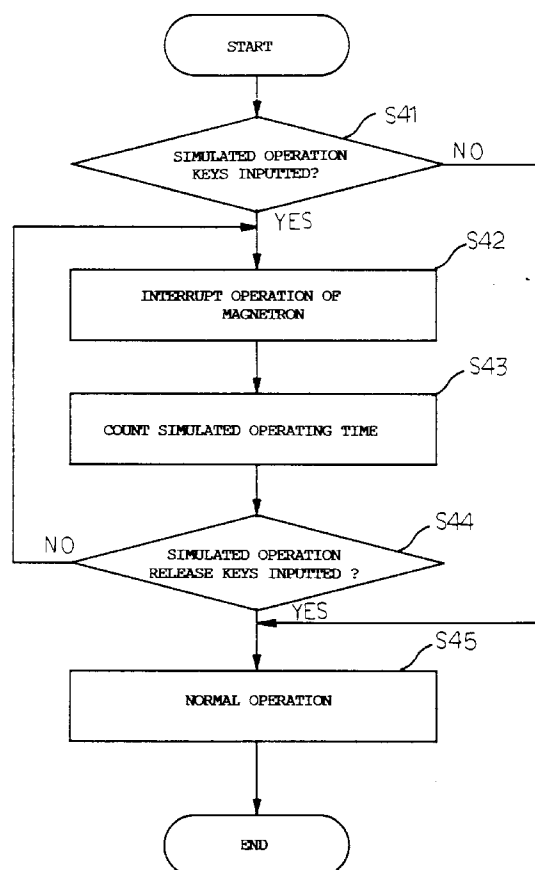 START
S41
SIMULATED OPERATION
KEYS INPUTTED?
NO
YES
S42
INTERRUPT OPERATION OF
MAGNETRON
S43
COUNT SIMULATED OPERATING TIME
S44
NO
SIMULATED OPERATION
RELEASE KEYS INPUTTED ?
YES
S45
NORMAL OPERATION
END